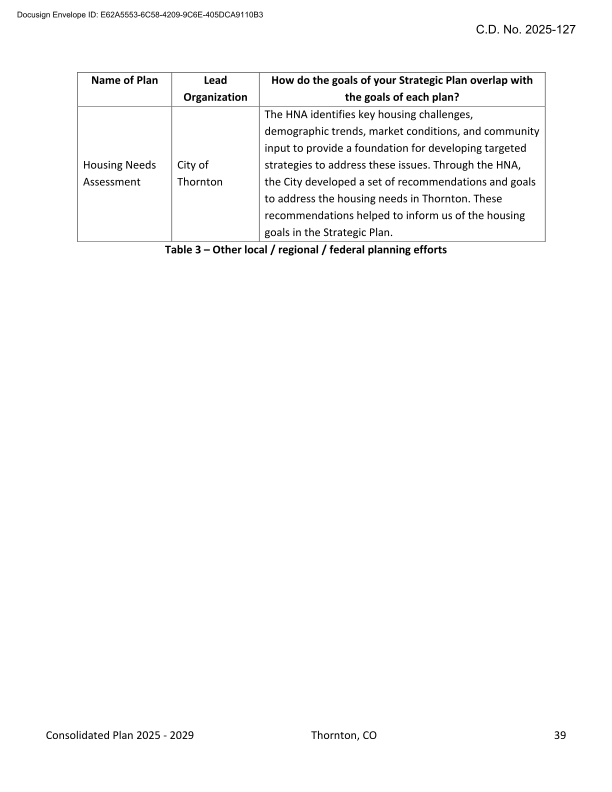 Docusign Envelope ID: E62A5553-6C58-4209-9C6E-405DCA9110B3
C.D. No. 2025-127
Name of Plan
Lead
Organization
How do the goals of your Strategic Plan overlap with
the goals of each plan?
Housing Needs
Assessment
City of
Thornton
The HNA identifies key housing challenges,
demographic trends, market conditions, and community
input to provide a foundation for developing targeted
strategies to address these issues. Through the HNA,
the City developed a set of recommendations and goals
to address the housing needs in Thornton. These
recommendations helped to inform us of the housing
goals in the Strategic Plan.
Table 3 – Other local / regional / federal planning efforts
Consolidated Plan 2025 - 2029
Thornton, CO
39